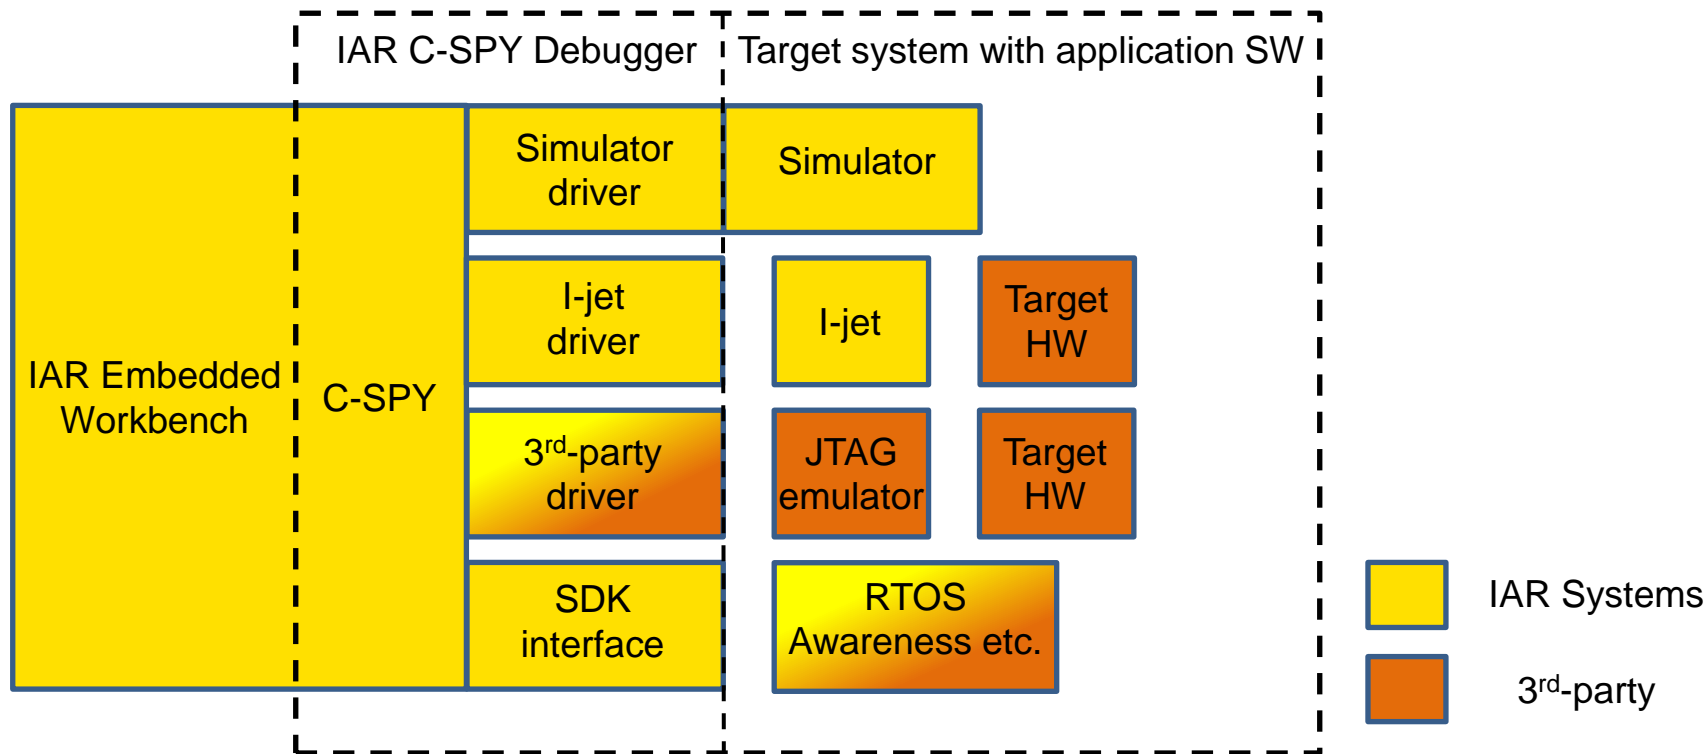 IAR C-SPY Debugger
Target system with application SW
Simulator
driver
Simulator
I-jet
driver
I-jet
Target
HW
IAR Embedded
Workbench
C-SPY
3rd-party
driver
JTAG
emulator
Target
HW
SDK
interface
RTOS
Awareness etc.
IAR Systems
3rd-party